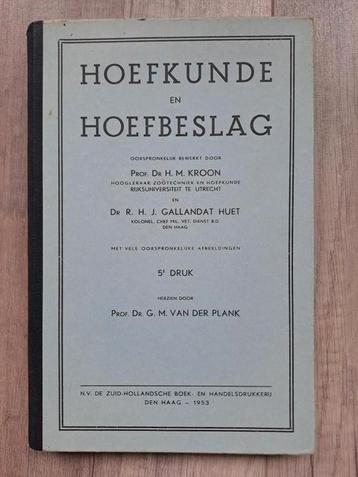 HOEFKUNDE
EN
HOEFBESLAG
OORSPRONKELIJK BEWERKT DOOR
PROF. DR H. M. KROON
HOOGLERAAR ZOÖTECHNIEK EN HOEFKUNDE
RIJKSUNIVERSITEIT TE UTRECHT
EN
DR R. H. J. GALLANDAT HUET
KOLONEL, CHEF MIL. VET. DIENST B.D.
DEN HAAG
MET VELE OORSPRONKELIJKE AFBEELDINGEN
5e DRUK
HERZIEN DOOR
PROF. DR. G. M. VAN DER PLANK
N.V. DE ZUID-HOLLANDSCHE BOEK- EN HANDELSDRUKKERIJ
DEN HAAG – 1953